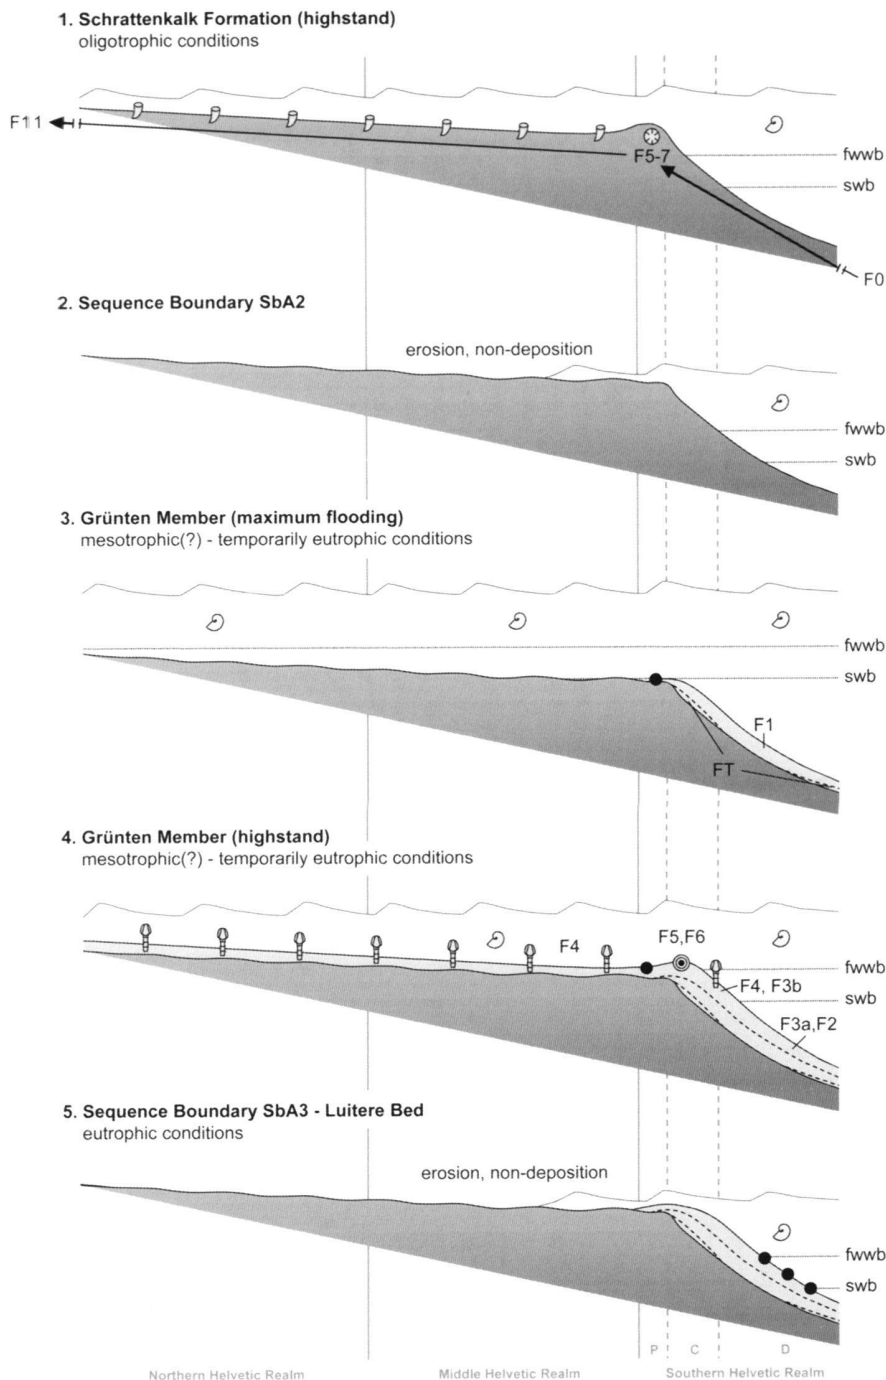 1. Schrattenkalk Formation (highstand)
oligotrophic conditions
F11
F5-7
fwwb
swb
F0
2. Sequence Boundary SbA2
erosion, non-deposition
fwwb
swb
3. Grünten Member (maximum flooding)
mesotrophic(?) - temporarily eutrophic conditions
fwwb
swb
F1
FT
4. Grünten Member (highstand)
mesotrophic(?) - temporarily eutrophic conditions
F4
F5,F6
fwwb
F4, F3b
swb
F3a,F2
5. Sequence Boundary SbA3 - Luitere Bed
eutrophic conditions
erosion, non-deposition
fwwb
swb
P C D
Northern Helvetic Realm Middle Helvetic Realm Southern Helvetic Realm